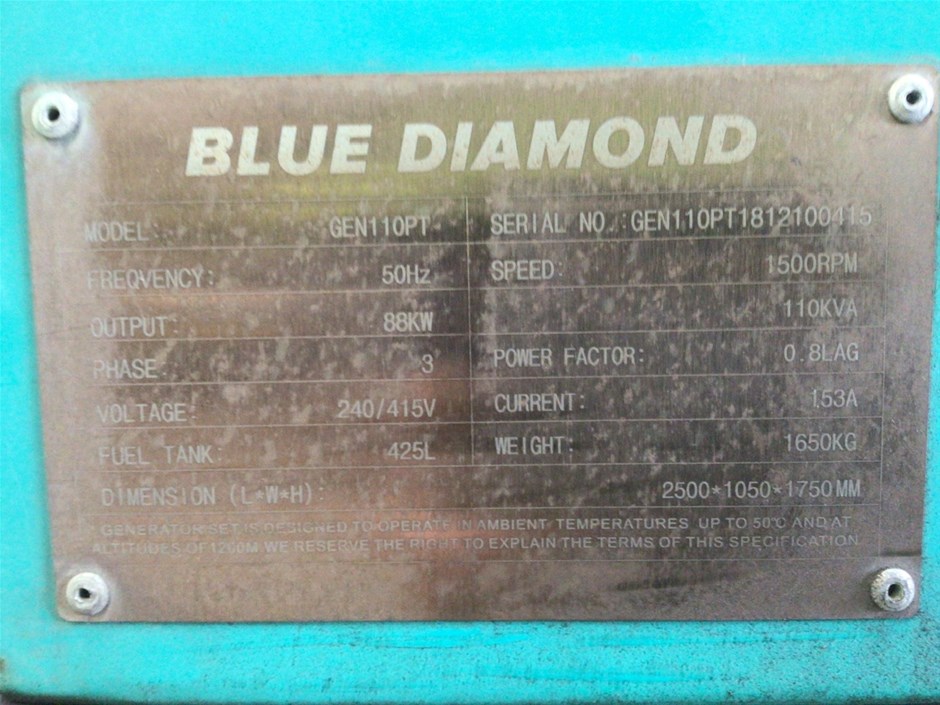 BLUE DIAMOND
MODEL: GEN110PT SERIAL NO.:GEN110PT1812100415
FREQVENCY: 50Hz SPEED: 1500RPM
OUTPUT: 88KW 110KVA
PHASE: 3 POWER FACTOR: 0.8LAG
VOLTAGE: 240/415V CURRENT: 153A
FUEL TANK: 425L WEIGHT: 1650KG
DIMENSION (L*W*H): 2500*1050*1750MM
GENERATOR SET IS DESIGNED TO OPERATE IN AMBIENT TEMPERATURES UP TO 50℃ AND AT
ALTITOUES OF 1200M WE RESERVE THE RIGHT TO EXPLAIN THE TERMS OF THIS SPECIFICATION